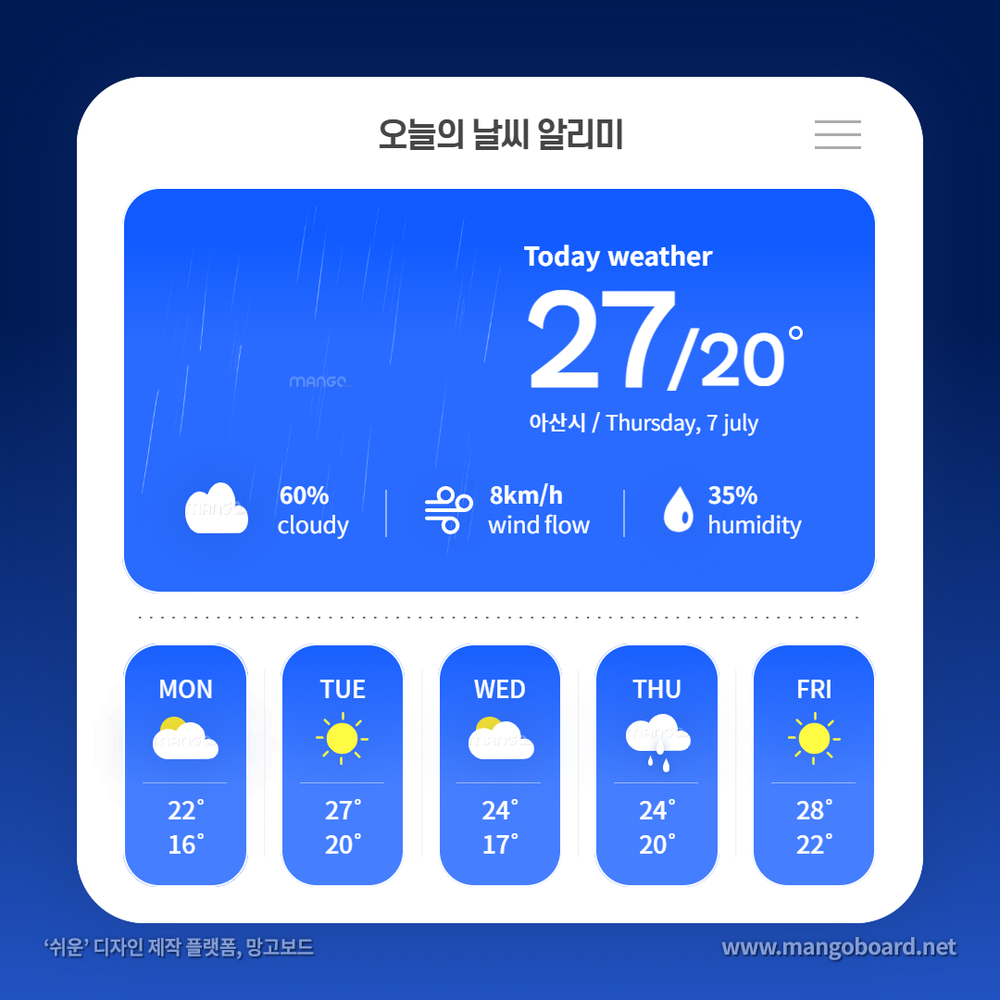 오늘의 날씨 알리미
Today weather
27/20°
아산시 / Thursday, 7 july
MANGO
60%
cloudy
8km/h
wind flow
35%
humidity
MON
TUE
WED
THU
FRI
22°
16°
27°
20°
24°
17°
24°
20°
28°
22°
‘쉬운’ 디자인 제작 플랫폼, 망고보드
www.mangoboard.net